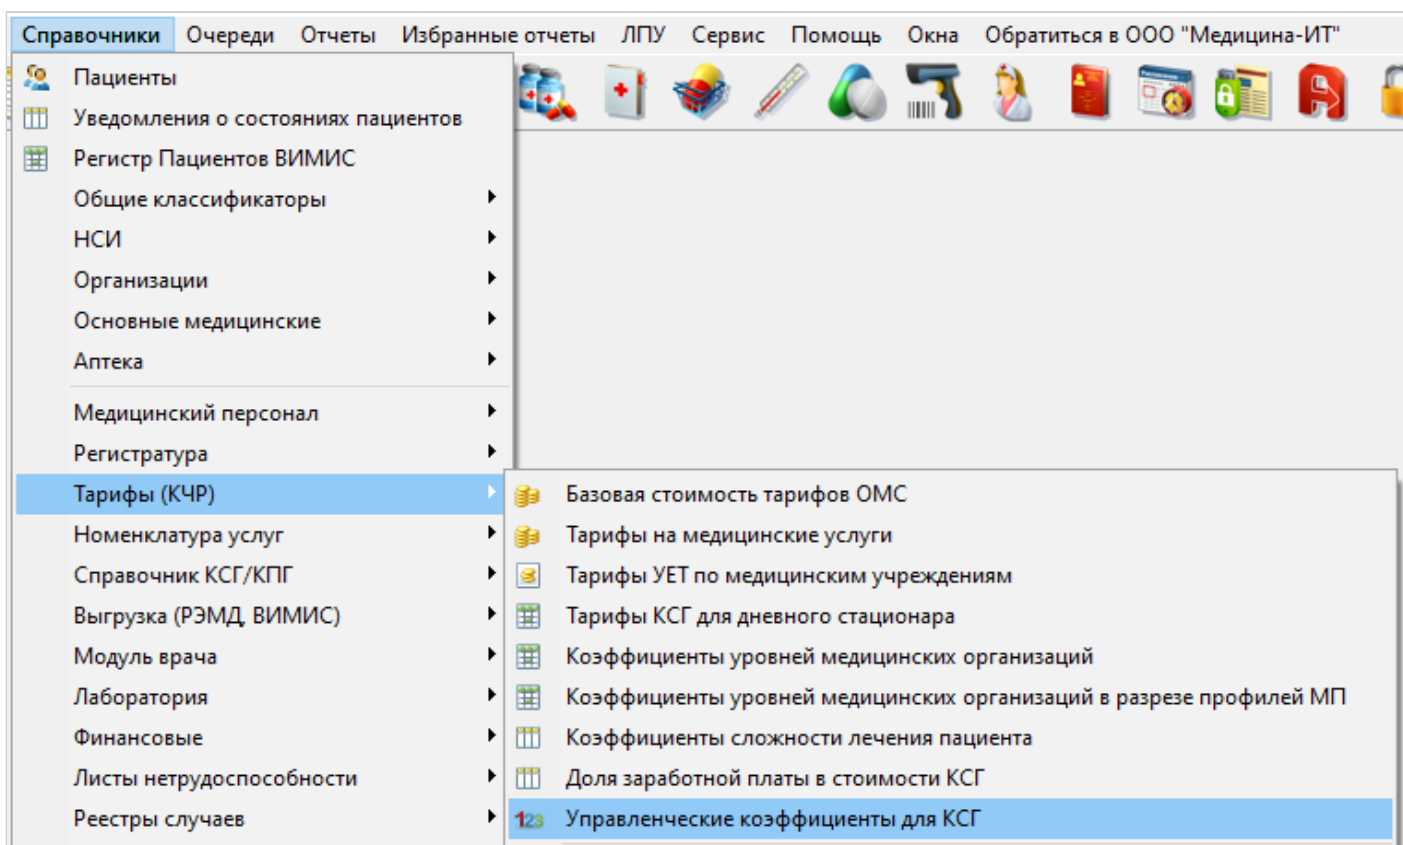 Справочники Очереди Отчеты Избранные отчеты ЛПУ Сервис Помощь Окна Обратиться в ООО "Медицина-ИТ"
Пациенты
Уведомления о состояниях пациентов
Регистр Пациентов ВИМИС
Общие классификаторы
НСИ
Организации
Основные медицинские
Аптека
Медицинский персонал
Регистратура
Тарифы (КЧР)
Номенклатура услуг
Справочник КСГ/КПГ
Выгрузка (РЭМД, ВИМИС)
Модуль врача
Лаборатория
Финансовые
Листы нетрудоспособности
Реестры случаев
Базовая стоимость тарифов ОМС
Тарифы на медицинские услуги
Тарифы УЕТ по медицинским учреждениям
Тарифы КСГ для дневного стационара
Коэффициенты уровней медицинских организаций
Коэффициенты уровней медицинских организаций в разрезе профилей МП
Коэффициенты сложности лечения пациента
Доля заработной платы в стоимости КСГ
123 Управленческие коэффициенты для КСГ